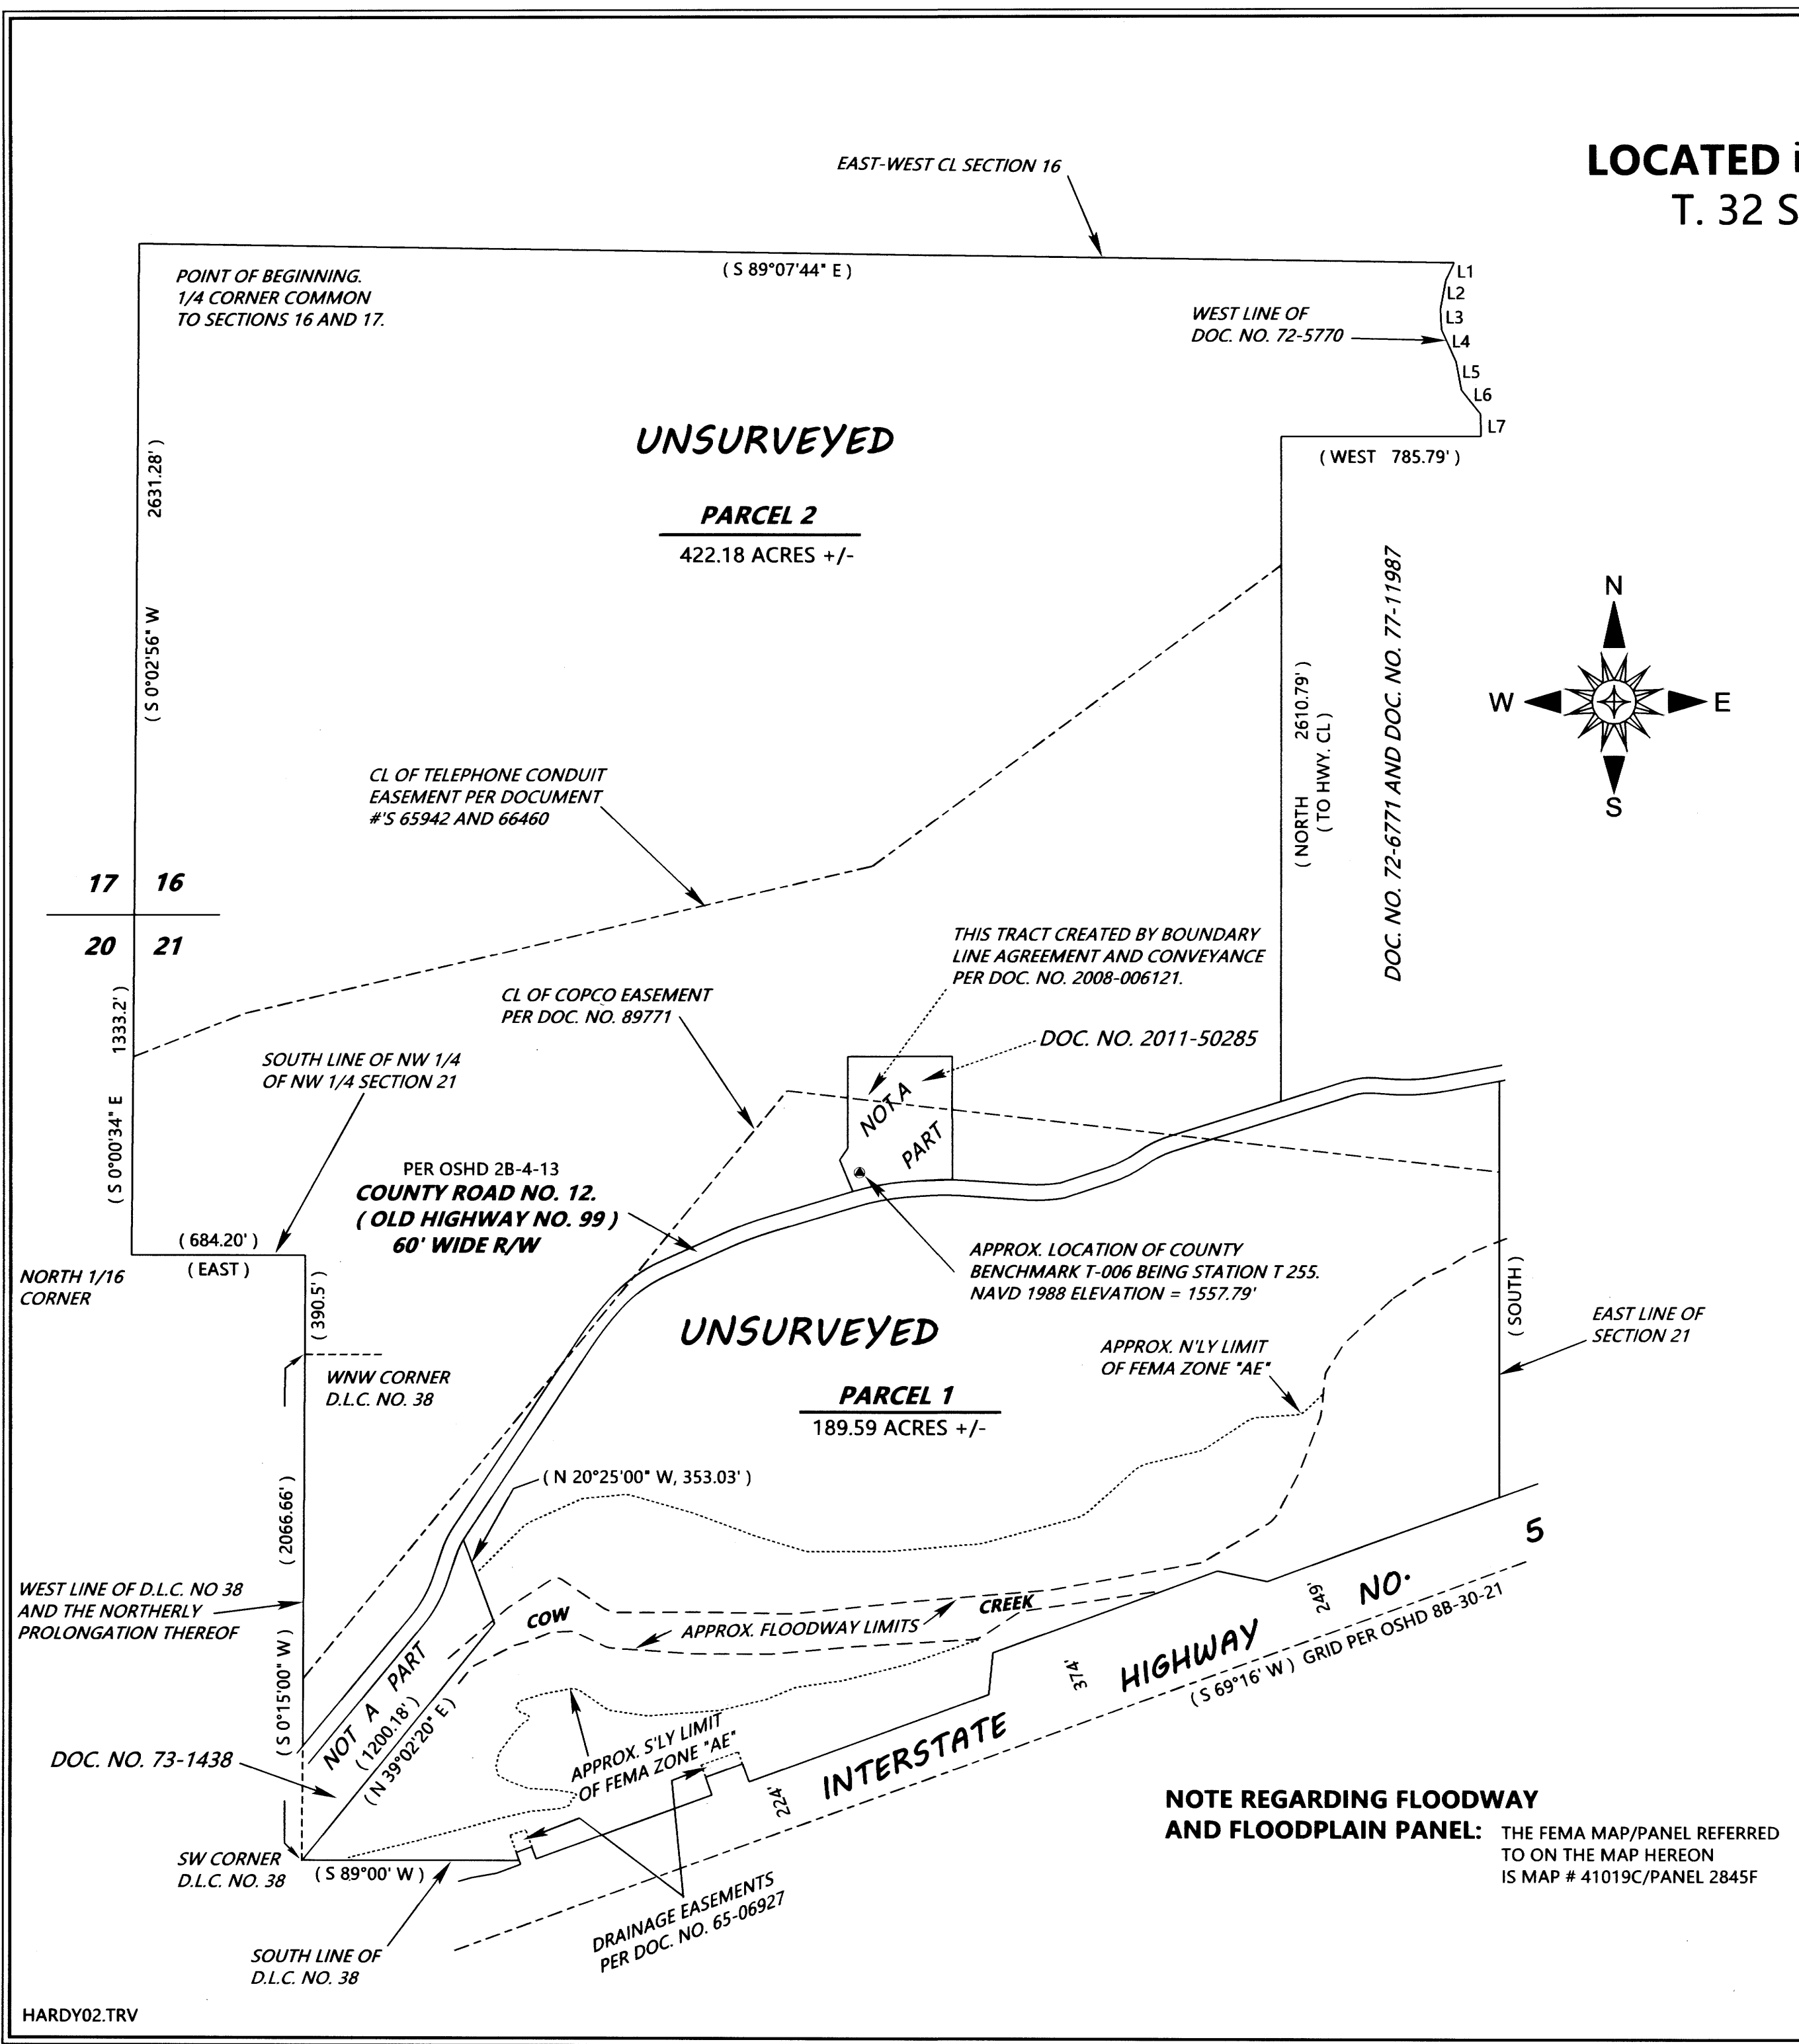 LOCATED i
T. 32 S
EAST-WEST CL SECTION 16
( S 89°07'44" E )
POINT OF BEGINNING.
1/4 CORNER COMMON
TO SECTIONS 16 AND 17.
L1
L2
L3
L4
L5
L6
L7
WEST LINE OF
DOC. NO. 72-5770
( WEST 785.79' )
UNSURVEYED
PARCEL 2
422.18 ACRES +/-
2631.28' )
( S 0°02'56" W
( NORTH 2610.79' )
( TO HWY. CL )
DOC. NO. 72-6771 AND DOC. NO. 77-11987
N
W
E
S
CL OF TELEPHONE CONDUIT
EASEMENT PER DOCUMENT
#'S 65942 AND 66460
17 16
20 21
THIS TRACT CREATED BY BOUNDARY
LINE AGREEMENT AND CONVEYANCE
PER DOC. NO. 2008-006121.
CL OF COPCO EASEMENT
PER DOC. NO. 89771
DOC. NO. 2011-50285
1333.2' )
( S 0°00'34" E
SOUTH LINE OF NW 1/4
OF NW 1/4 SECTION 21
NOT A
PART
PER OSHD 2B-4-13
COUNTY ROAD NO. 12.
( OLD HIGHWAY NO. 99 )
60' WIDE R/W
( 684.20' )
( EAST )
NORTH 1/16
CORNER
( 390.5' )
APPROX. LOCATION OF COUNTY
BENCHMARK T-006 BEING STATION T 255.
NAVD 1988 ELEVATION = 1557.79'
( SOUTH )
EAST LINE OF
SECTION 21
UNSURVEYED
PARCEL 1
189.59 ACRES +/-
APPROX. N'LY LIMIT
OF FEMA ZONE "AE"
WNW CORNER
D.L.C. NO. 38
( N 20°25'00" W, 353.03' )
( 2066.66' )
WEST LINE OF D.L.C. NO 38
AND THE NORTHERLY
PROLONGATION THEREOF
( S 0°15'00" W )
COW
CREEK
APPROX. FLOODWAY LIMITS
NOT A PART
( 1200.18' )
( N 39°02'20" E )
DOC. NO. 73-1438
APPROX. S'LY LIMIT
OF FEMA ZONE "AE"
224'
374'
249'
INTERSTATE HIGHWAY NO. 5
( S 69°16' W ) GRID PER OSHD 8B-30-21
SW CORNER
D.L.C. NO. 38
( S 89°00' W )
DRAINAGE EASEMENTS
PER DOC. NO. 65-06927
SOUTH LINE OF
D.L.C. NO. 38
NOTE REGARDING FLOODWAY
AND FLOODPLAIN PANEL: THE FEMA MAP/PANEL REFERRED
TO ON THE MAP HEREON
IS MAP # 41019C/PANEL 2845F
HARDY02.TRV